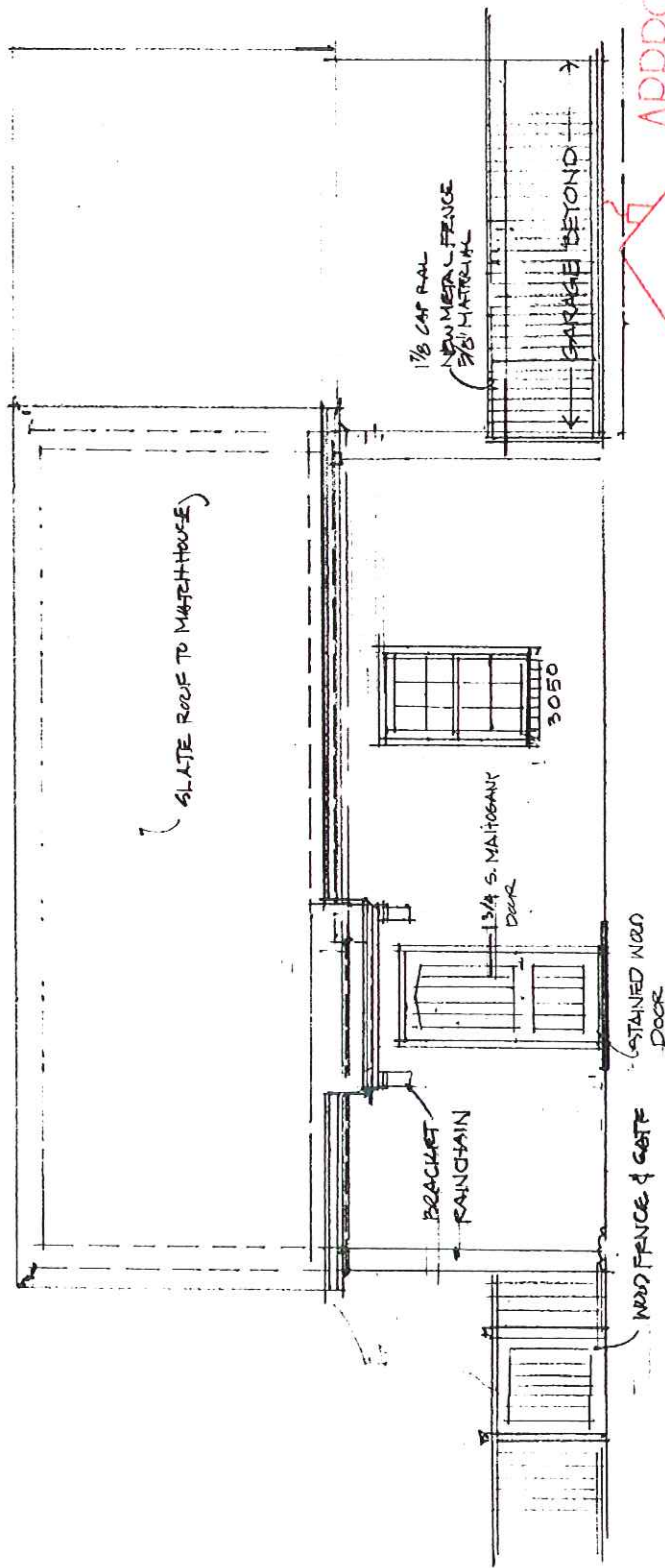 SLATE ROOF TO MATCH HOUSE
1 7/8 CAP RAIL
NEW METAL FENCE
5/8" MATERIAL
GARAGE BEYOND
3050
1 3/4 S. MAHOGANY
DOOR
BRACKET
RAINCHAIN
STAINED WOOD
DOOR
WOOD FENCE & GATE